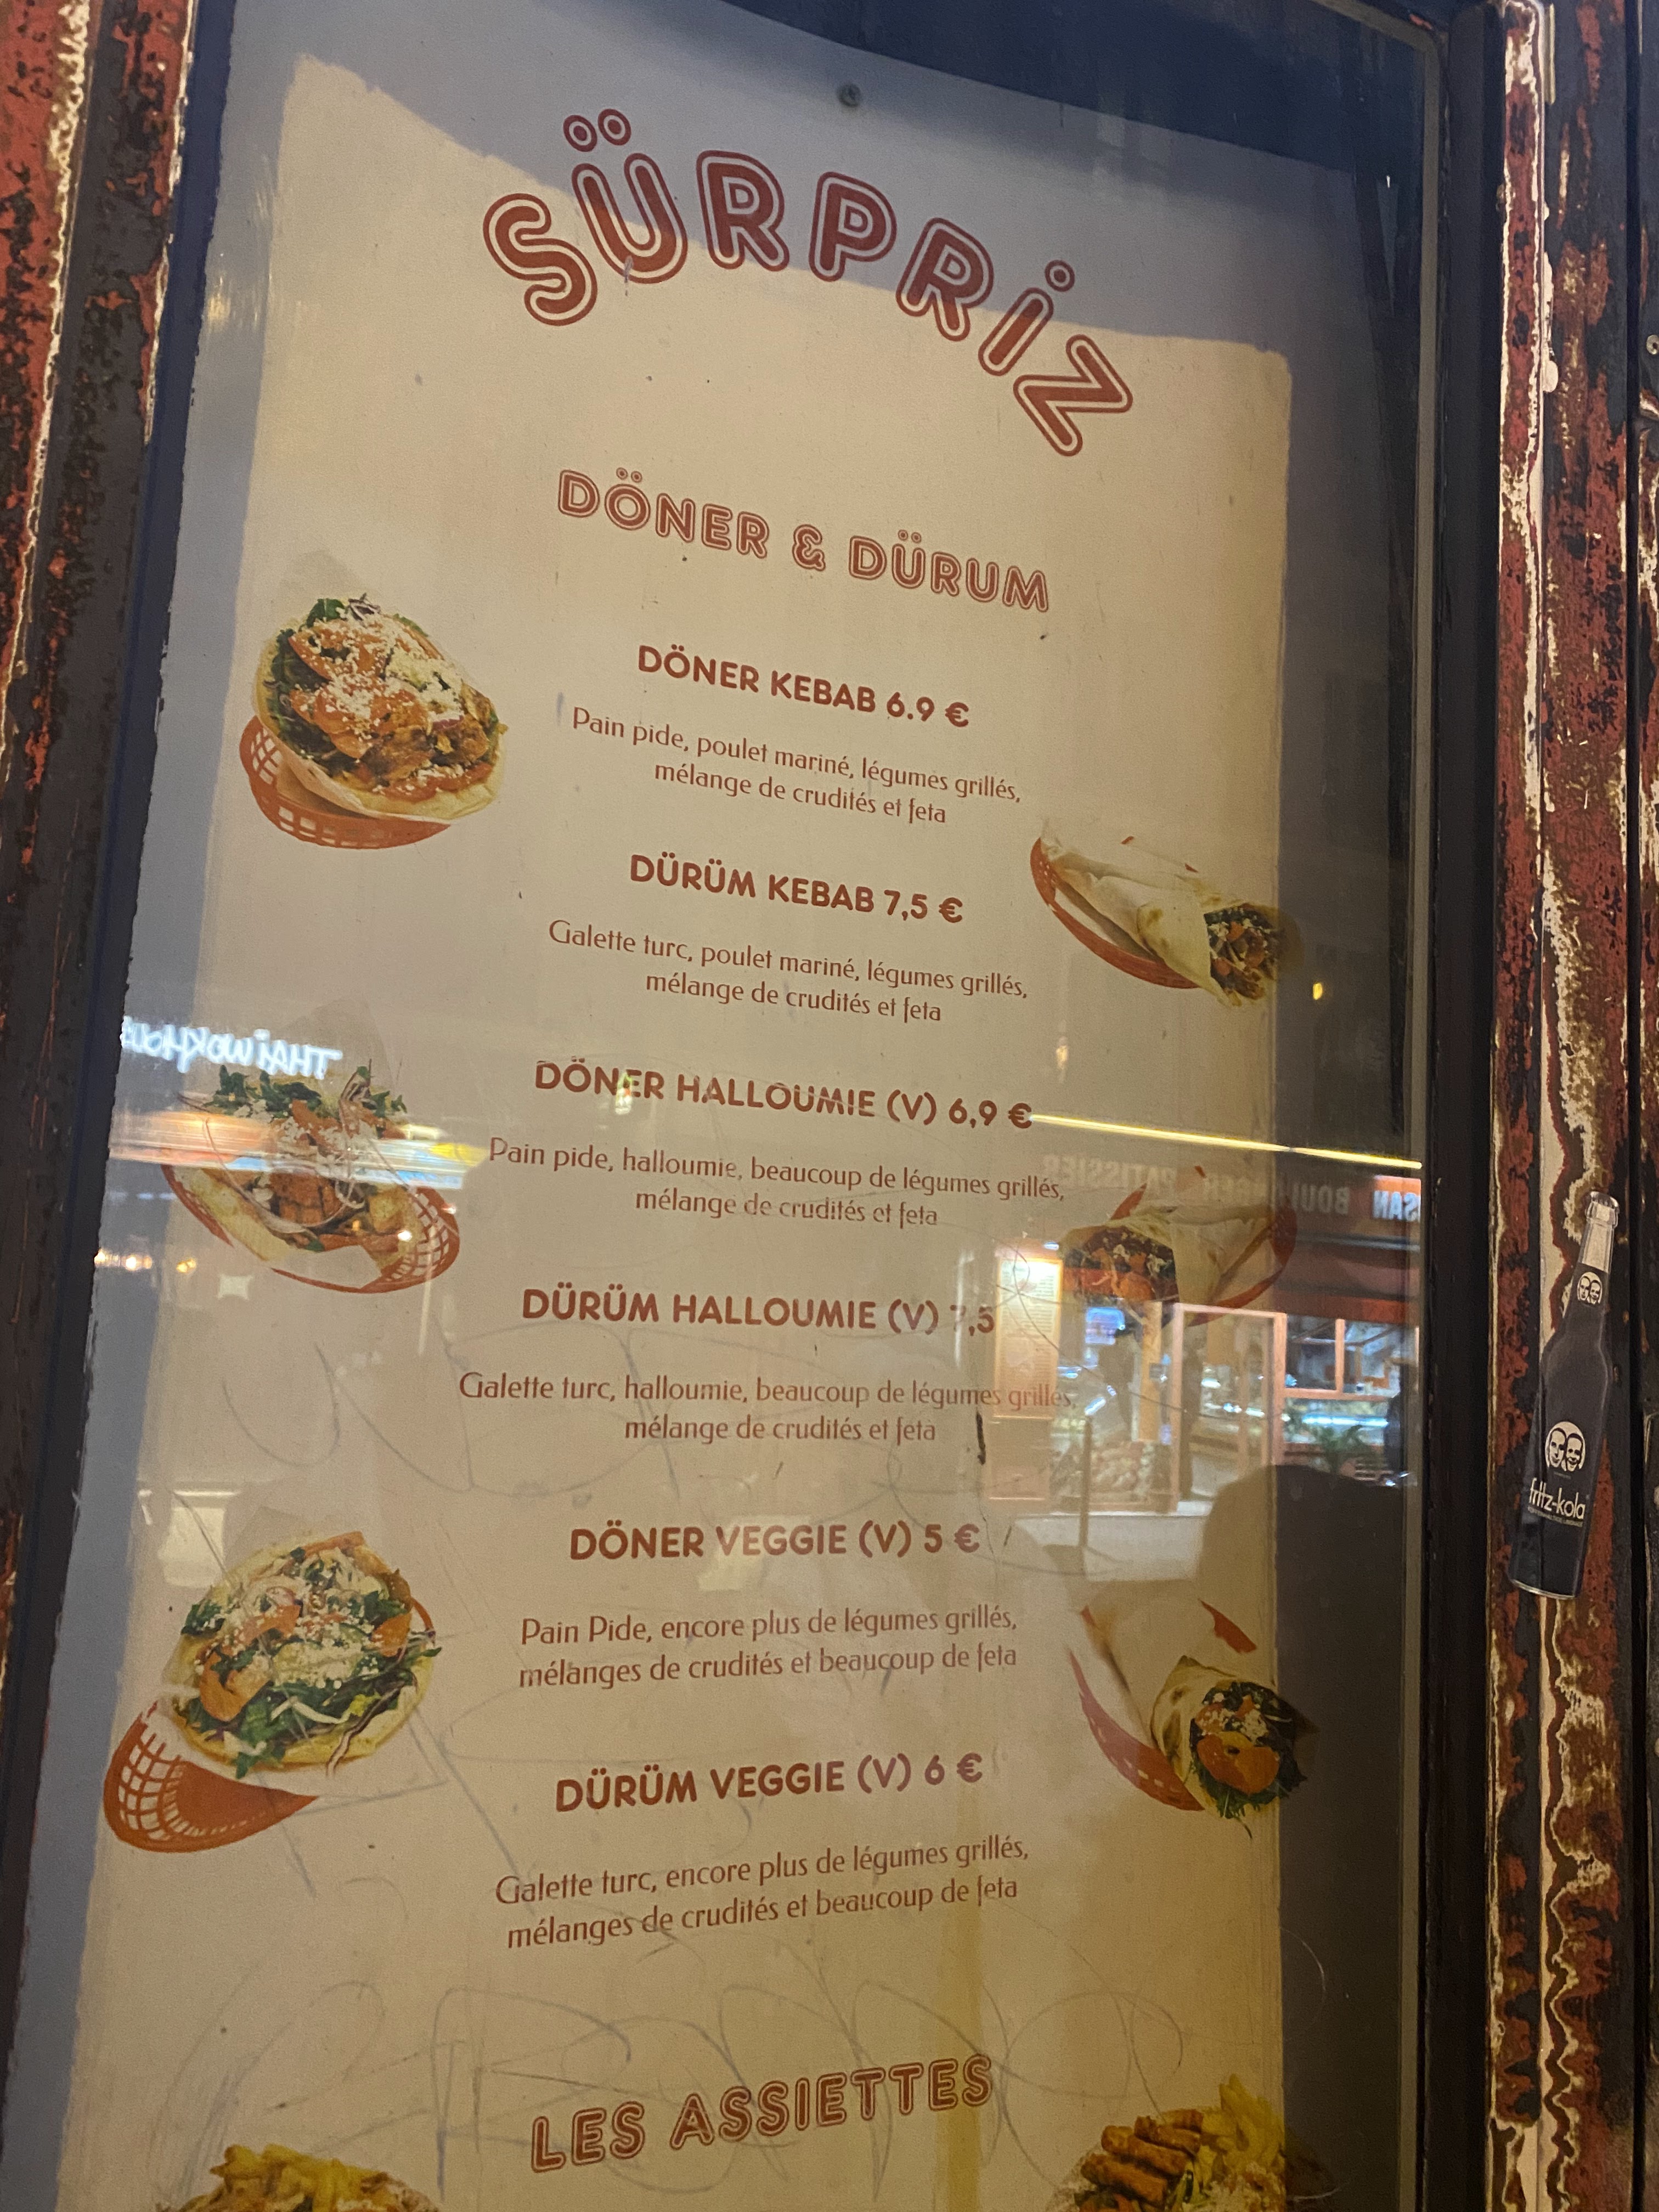 SÜRPRİZ
DÖNER & DÜRUM
DÖNER KEBAB 6.9 €
Pain pide, poulet mariné, légumes grillés,
mélange de crudités et feta
DÜRÜM KEBAB 7,5 €
Galette turc, poulet mariné, légumes grillés,
mélange de crudités et feta
DÖNER HALLOUMIE (V) 6,9 €
Pain pide, halloumie, beaucoup de légumes grillés,
mélange de crudités et feta
DÜRÜM HALLOUMIE (V) 7,5
Galette turc, halloumie, beaucoup de légumes grillés,
mélange de crudités et feta
DÖNER VEGGIE (V) 5 €
Pain Pide, encore plus de légumes grillés,
mélanges de crudités et beaucoup de feta
DÜRÜM VEGGIE (V) 6 €
Galette turc, encore plus de légumes grillés,
mélanges de crudités et beaucoup de feta
LES ASSIETTES
fritz-kola